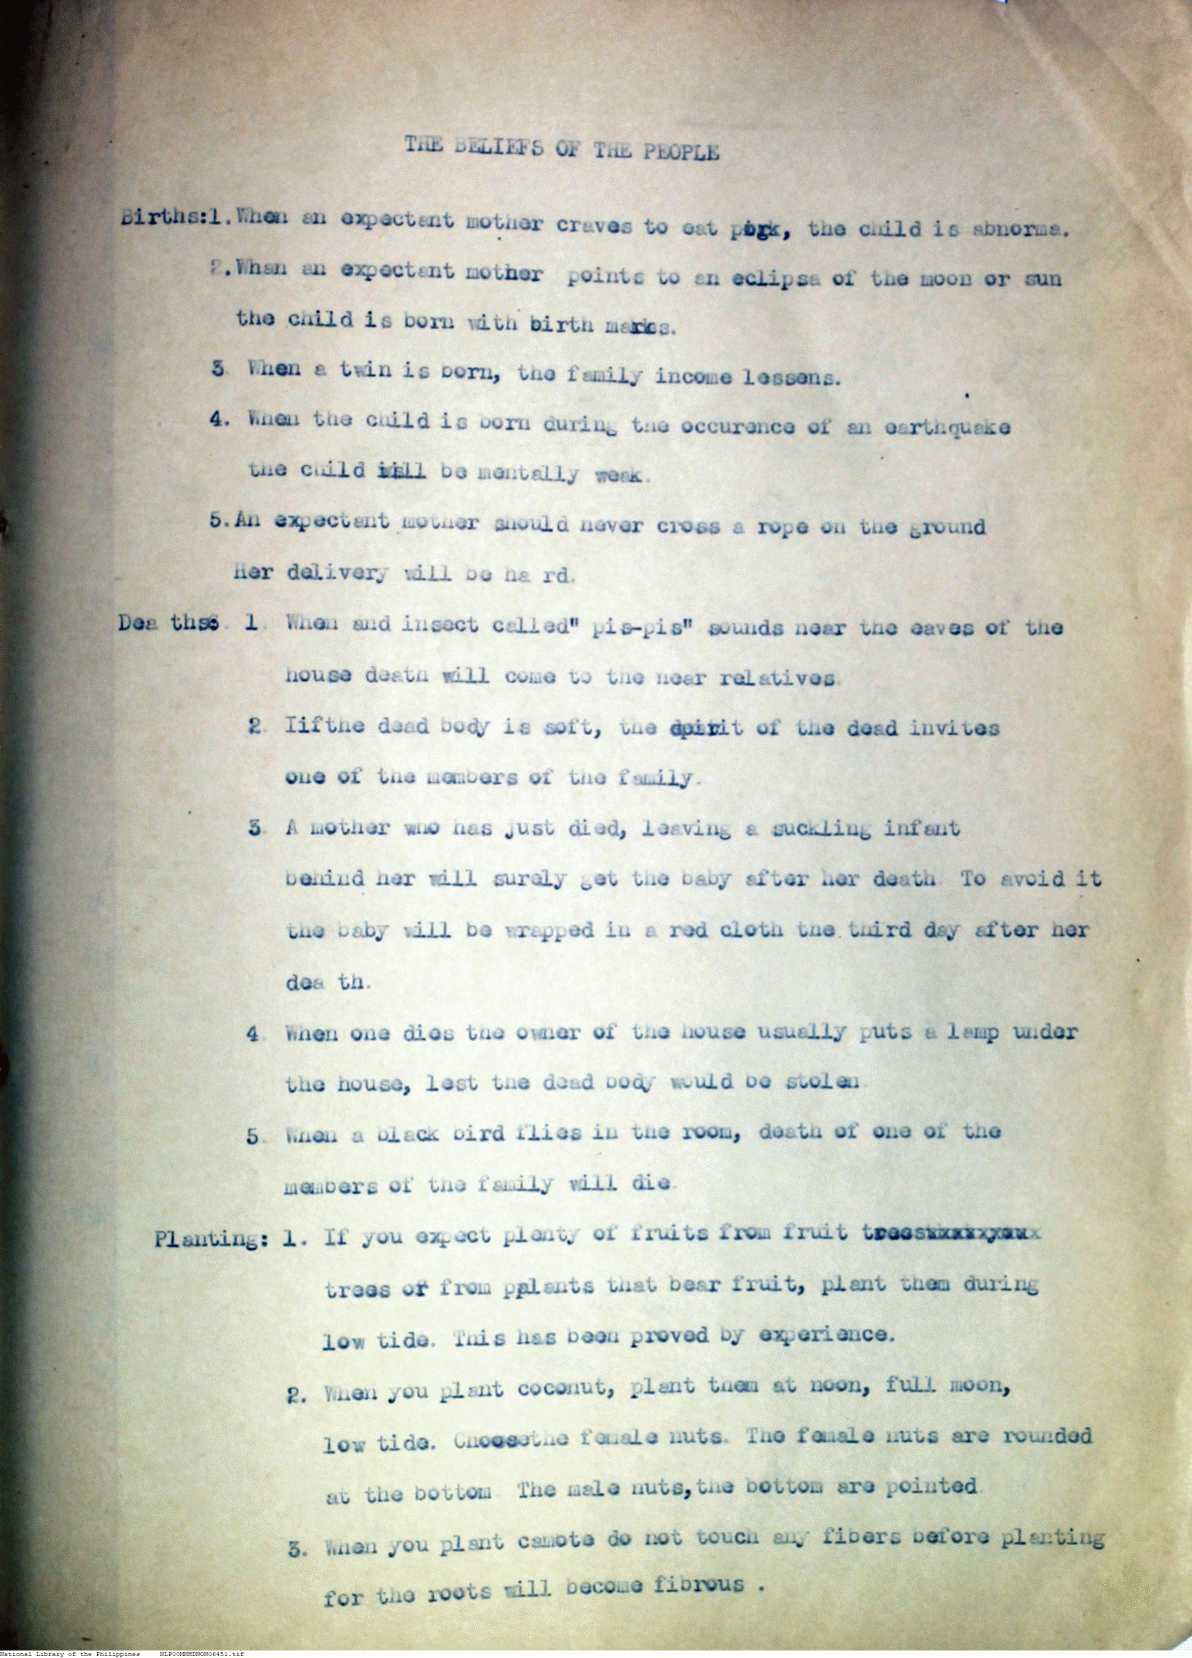 THE BELIEFS OF THE PEOPLE
Births:1.When an expectant mother craves to eat pork, the child is abnorma.
2.When an expectant mother points to an eclipse of the moon or sun
the child is born with birth marks.
3 When a twin is born, the family income lessens.
4. When the child is born during the occurence of an earthquake
the child will be mentally weak.
5.An expectant mother should never cross a rope on the ground
Her delivery will be ha rd.
Dea ths: 1 When and insect called" pis-pis" sounds near the eaves of the
house death will come to the near relatives.
2 Iifthe dead body is soft, the spirit of the dead invites
one of the members of the family.
3. A mother who has just died, leaving a suckling infant
behind her will surely get the baby after her death. To avoid it
the baby will be wrapped in a red cloth the third day after her
dea th.
4 When one dies the owner of the house usually puts a lamp under
the house, lest the dead body would be stolen.
5. When a black bird flies in the room, death of one of the
members of the family will die.
Planting: 1. If you expect plenty of fruits from fruit trees
trees or from pplants that bear fruit, plant them during
low tide. This has been proved by experience.
2. When you plant coconut, plant them at noon, full moon,
low tide. Choosethe female nuts. The female nuts are rounded
at the bottom The male nuts,the bottom are pointed.
3. When you plant camote do not touch any fibers before planting
for the roots will become fibrous .
National Library of the Philippines